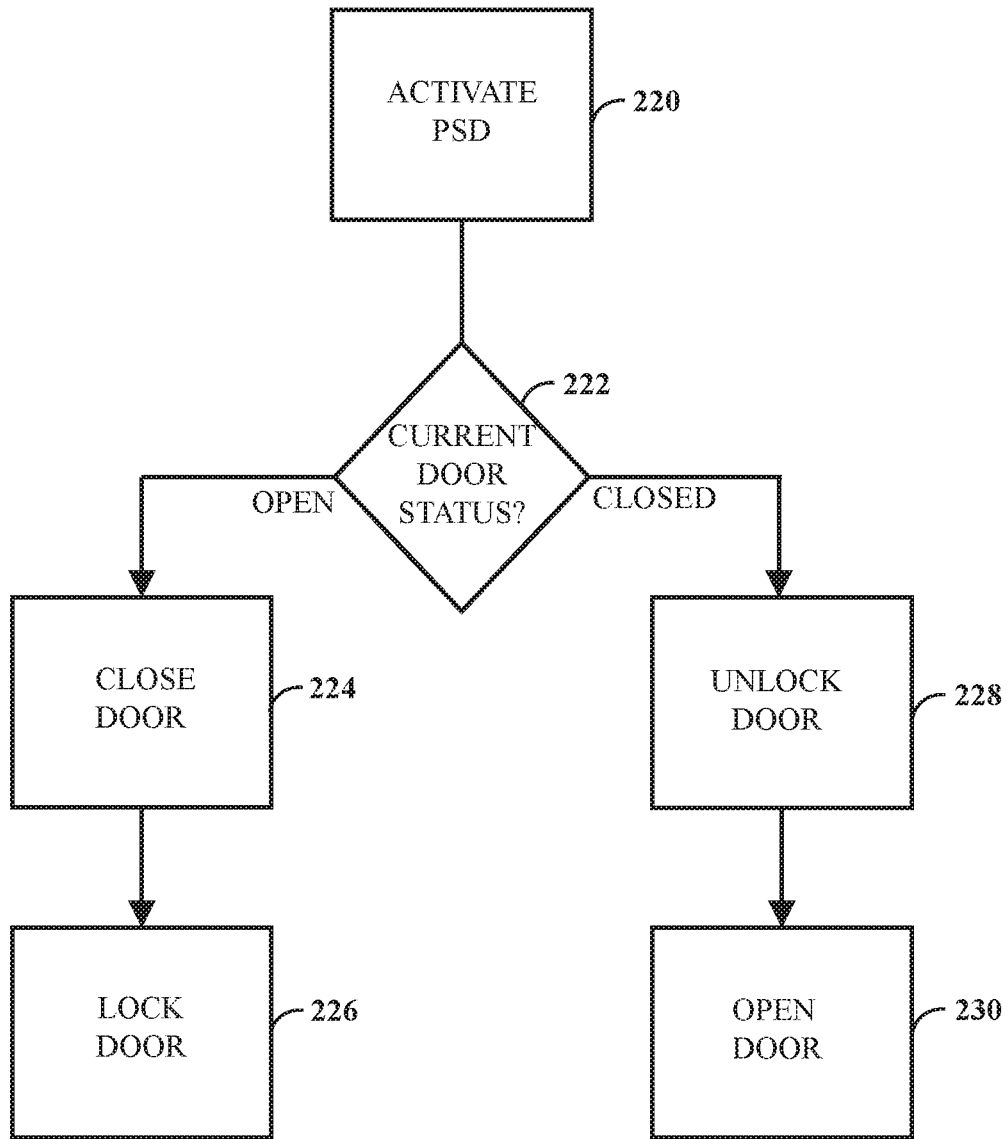 ACTIVATE
PSD
220
222
CURRENT
DOOR
STATUS?
OPEN
CLOSED
CLOSE
DOOR
224
UNLOCK
DOOR
228
LOCK
DOOR
226
OPEN
DOOR
230